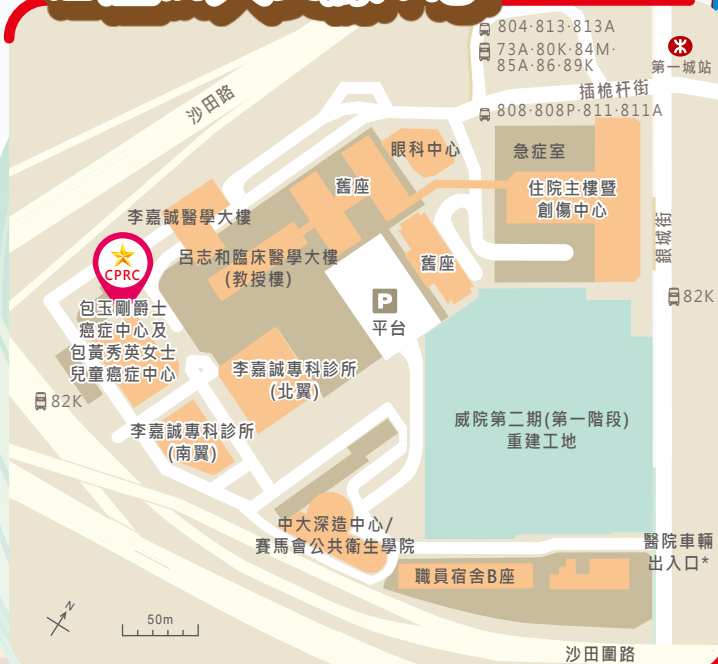 804·813·813A
73A·80K·84M·
85A·86·89K
第一城站
沙田路
插桅杆街
808·808P·811·811A
眼科中心
急症室
舊座
住院主樓暨
創傷中心
李嘉誠醫學大樓
銀城街
呂志和臨床醫學大樓
(教授樓)
舊座
CPRC
P
平台
82K
包玉剛爵士
癌症中心及
包黃秀英女士
兒童癌症中心
李嘉誠專科診所
(北翼)
82K
威院第二期(第一階段)
重建工地
李嘉誠專科診所
(南翼)
中大深造中心/
賽馬會公共衛生學院
醫院車輛
出入口*
職員宿舍B座
N
50m
沙田圍路